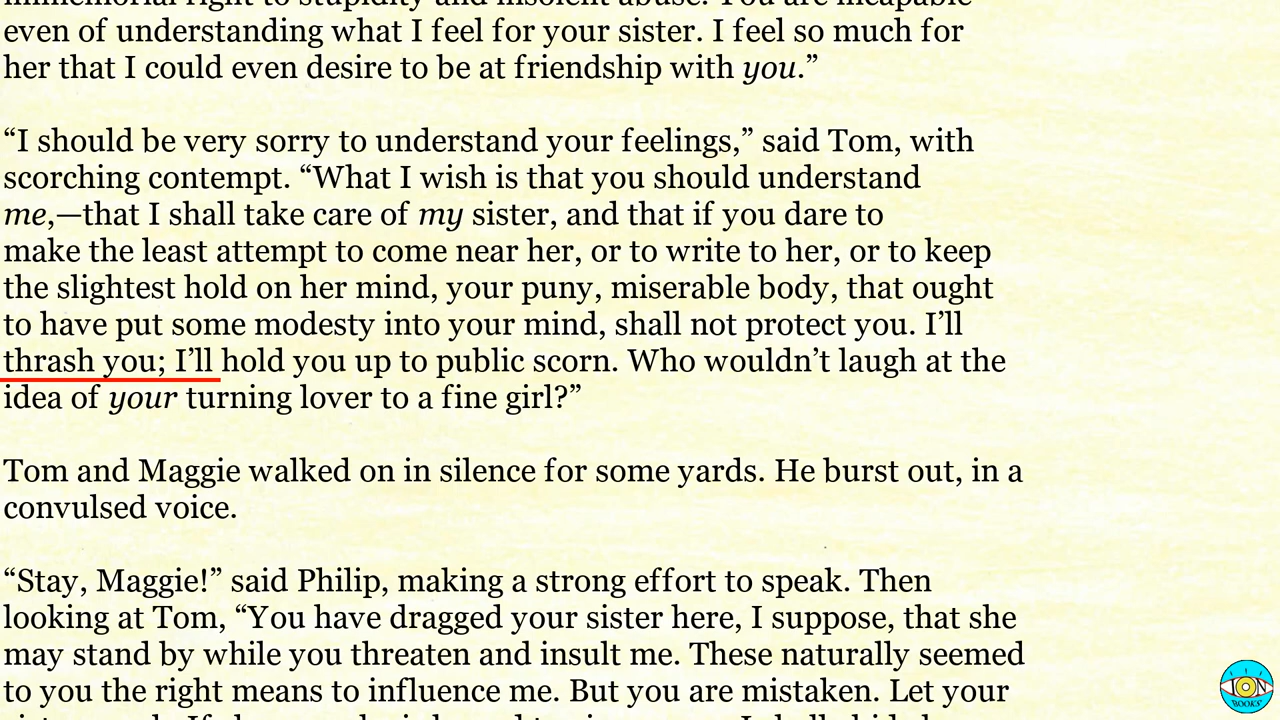 immemorial right to stupidity and insolent abuse. You are incapable
even of understanding what I feel for your sister. I feel so much for
her that I could even desire to be at friendship with you.”
“I should be very sorry to understand your feelings,” said Tom, with
scorching contempt. “What I wish is that you should understand
me,—that I shall take care of my sister, and that if you dare to
make the least attempt to come near her, or to write to her, or to keep
the slightest hold on her mind, your puny, miserable body, that ought
to have put some modesty into your mind, shall not protect you. I’ll
thrash you; I’ll hold you up to public scorn. Who wouldn’t laugh at the
idea of your turning lover to a fine girl?”
Tom and Maggie walked on in silence for some yards. He burst out, in a
convulsed voice.
“Stay, Maggie!” said Philip, making a strong effort to speak. Then
looking at Tom, “You have dragged your sister here, I suppose, that she
may stand by while you threaten and insult me. These naturally seemed
to you the right means to influence me. But you are mistaken. Let your
ION
BOOKS